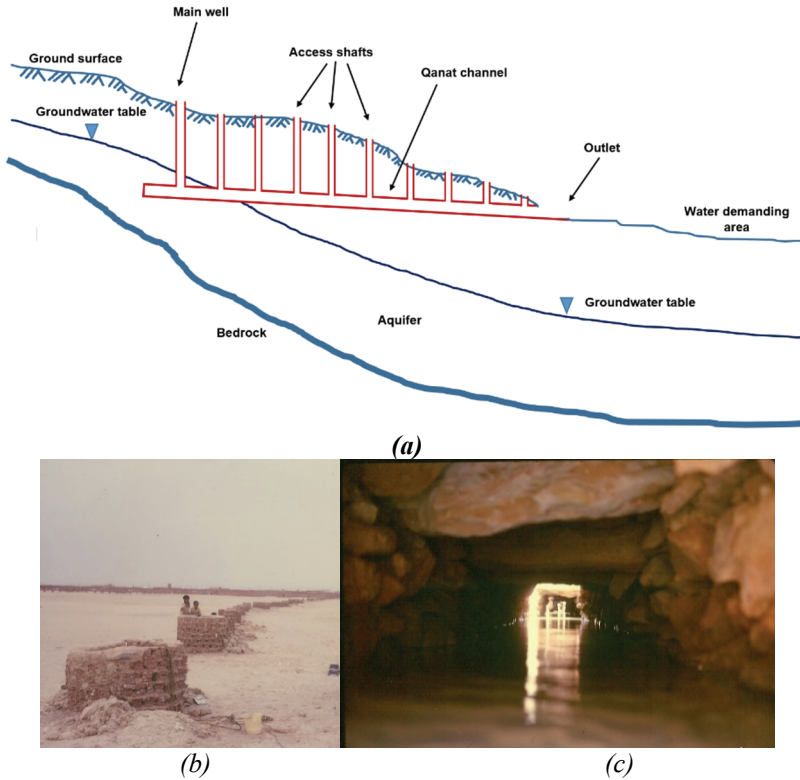 Main well
Access shafts
Ground surface
Qanat channel
Groundwater table
Outlet
Water demanding
area
Groundwater table
Aquifer
Bedrock
(a)
(b)
(c)